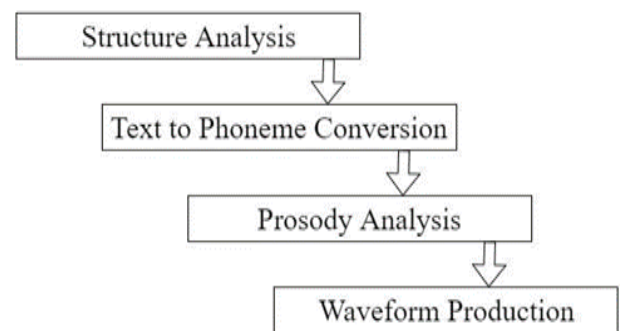 Structure Analysis
Text to Phoneme Conversion
Prosody Analysis
Waveform Production